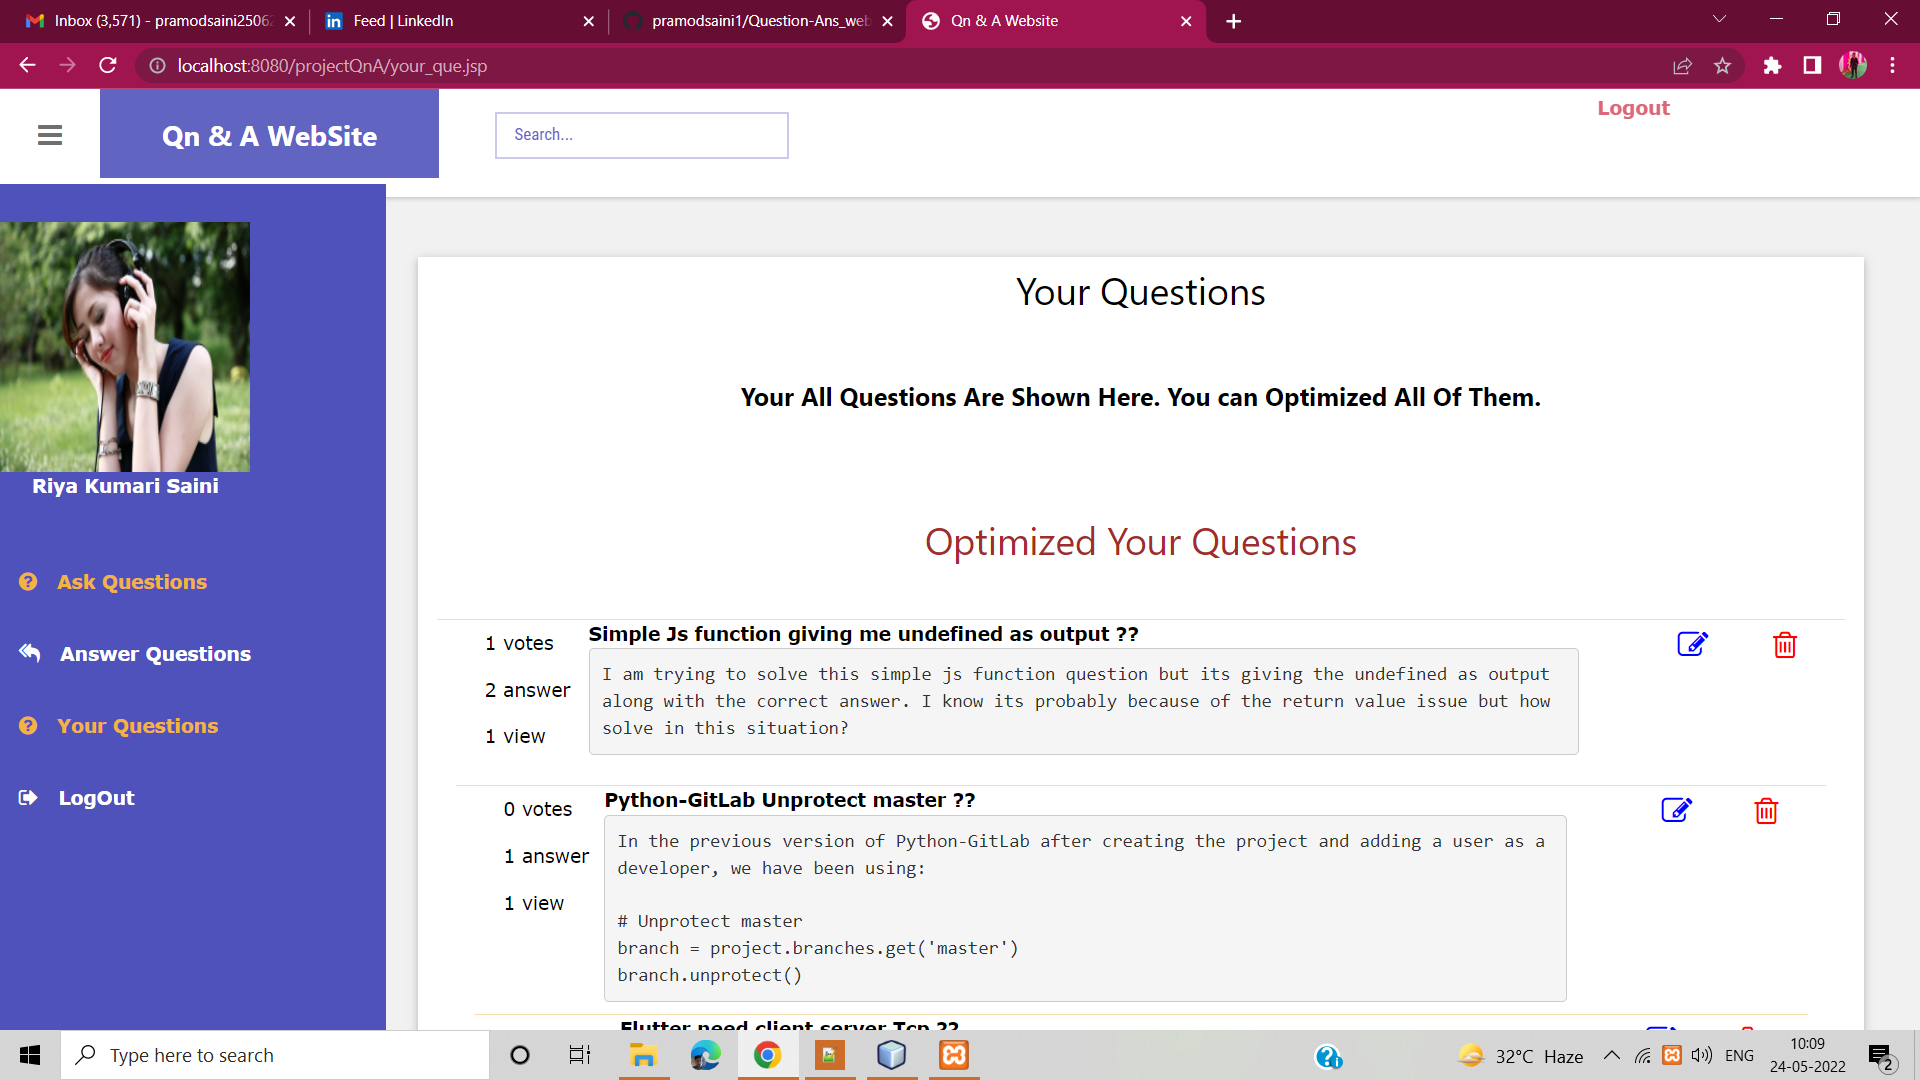 Inbox (3,571) - pramodsaini2506
Feed | LinkedIn
pramodsaini1/Question-Ans_web
Qn & A Website
localhost:8080/projectQnA/your_que.jsp
Qn & A WebSite
Search...
Logout
Riya Kumari Saini
Ask Questions
Answer Questions
Your Questions
LogOut
Your Questions
Your All Questions Are Shown Here. You can Optimized All Of Them.
Optimized Your Questions
1 votes
2 answer
1 view
Simple Js function giving me undefined as output ??
I am trying to solve this simple js function question but its giving the undefined as output
along with the correct answer. I know its probably because of the return value issue but how
solve in this situation?
0 votes
1 answer
1 view
Python-GitLab Unprotect master ??
In the previous version of Python-GitLab after creating the project and adding a user as a
developer, we have been using:
# Unprotect master
branch = project.branches.get('master')
branch.unprotect()
Flutter need client server Tcp ??
Type here to search
32°C Haze
ENG
10:09
24-05-2022
2